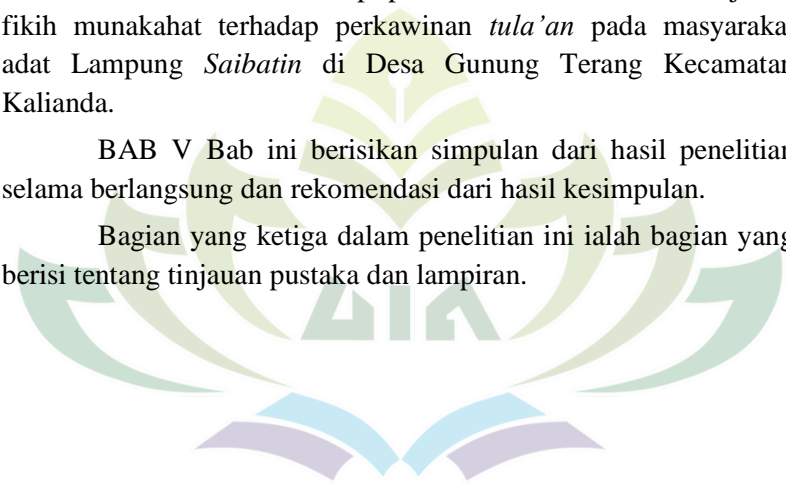 fikih munakahat terhadap perkawinan tula’an pada masyaraka
adat Lampung Saibatin di Desa Gunung Terang Kecamatan
Kalianda.
BAB V Bab ini berisikan simpulan dari hasil penelitian
selama berlangsung dan rekomendasi dari hasil kesimpulan.
Bagian yang ketiga dalam penelitian ini ialah bagian yang
berisi tentang tinjauan pustaka dan lampiran.